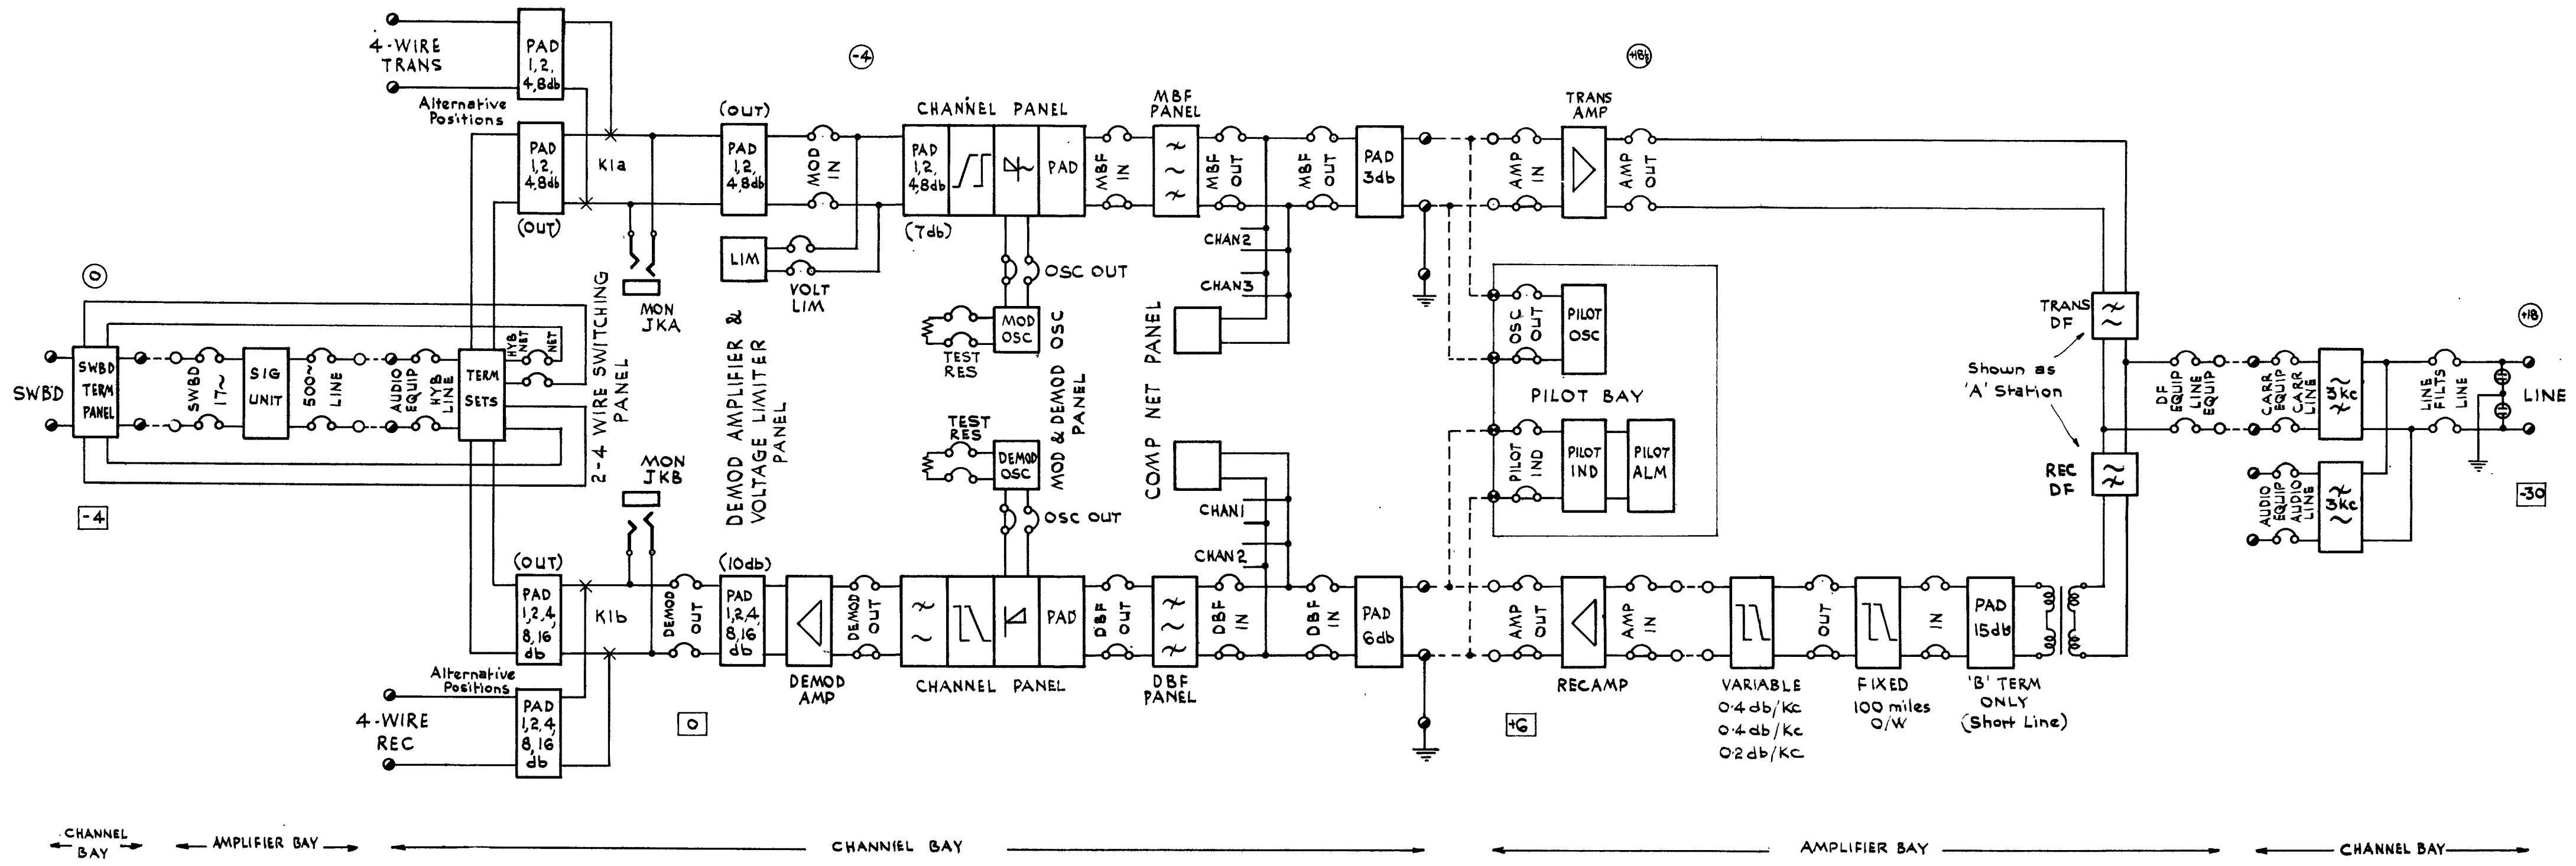 4-WIRE
TRANS
PAD
1,2,
4,8db
Alternative
Positions
PAD
1,2,
4,8db
(OUT)
K1a
-4
(OUT)
PAD
1,2,
4,8db
MOD
IN
LIM
VOLT
LIM
CHANNEL PANEL
PAD
1,2,
4,8db
(7db)
PAD
MBF
IN
MBF
PANEL
MBF
OUT
MBF
OUT
PAD
3db
CHAN2
CHAN3
AMP
IN
TRANS
AMP
AMP
OUT
0
SWBD
SWBD
TERM
PANEL
SWBD
17~
SIG
UNIT
500~
LINE
AUDIO
EQUIP
HYB
LINE
TERM
SETS
HYB
NET
NET
-4
2-4 WIRE SWITCHING
PANEL
MON
JKA
MON
JKB
DEMOD AMPLIFIER &
VOLTAGE LIMITER
PANEL
OSC OUT
MOD
OSC
TEST
RES
TEST
RES
DEMOD
OSC
OSC OUT
MOD & DEMOD OSC
PANEL
COMP NET PANEL
CHAN1
CHAN2
OSC
OUT
PILOT
OSC
PILOT BAY
PILOT
IND
PILOT
IND
PILOT
ALM
TRANS
DF
Shown as
'A' Station
REC
DF
DF
EQUIP
LINE
EQUIP
CARR
EQUIP
CARR
LINE
3Kc
LINE
FILTS
LINE
+18
LINE
AUDIO
EQUIP
AUDIO
LINE
3Kc
-30
(OUT)
PAD
1,2,4,
8,16
db
K1b
Alternative
Positions
4-WIRE
REC
PAD
1,2,4,
8,16
db
DEMOD
OUT
0
(10db)
PAD
1,2,4,
8,16
db
DEMOD
AMP
DEMOD
OUT
CHANNEL PANEL
PAD
DBF
OUT
DBF
PANEL
DBF
IN
DBF
IN
PAD
6db
AMP
OUT
+6
REC AMP
AMP
IN
VARIABLE
0.4db/Kc
0.4db/Kc
0.2db/Kc
OUT
FIXED
100 miles
O/W
IN
PAD
15db
'B' TERM
ONLY
(Short Line)
CHANNEL
BAY
AMPLIFIER BAY
CHANNEL BAY
AMPLIFIER BAY
CHANNEL BAY